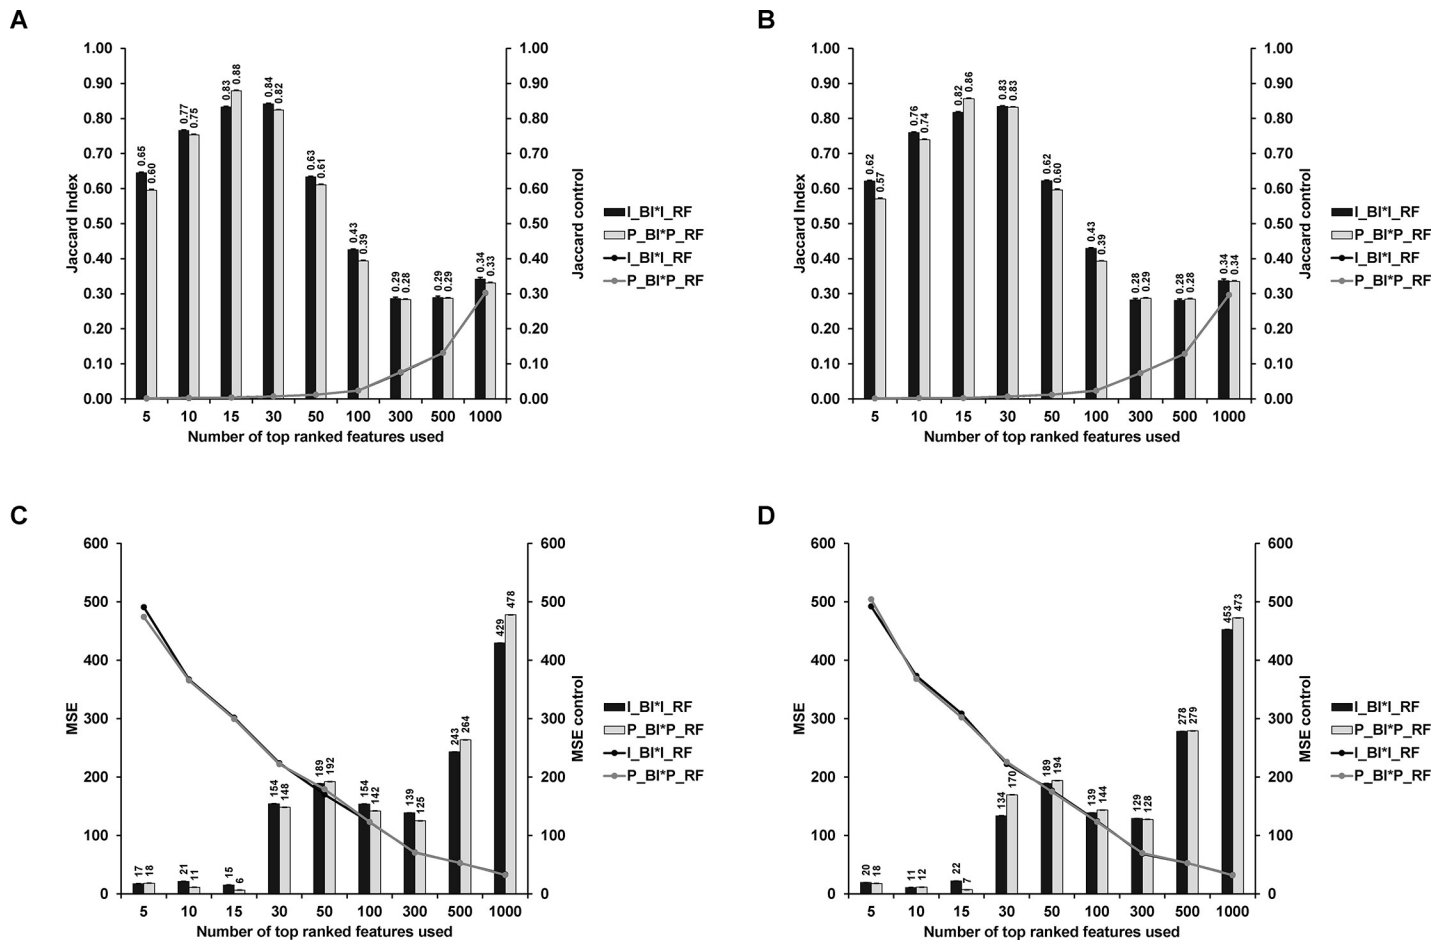 A
B
1.00 1.00
0.90 0.90
0.80 0.80
0.70 0.70
0.60 0.60
0.50 0.50
0.40 0.40
0.30 0.30
0.20 0.20
0.10 0.10
0.00 0.00
Jaccard Index
0.65 0.60 0.77 0.75 0.83 0.88 0.84 0.82 0.63 0.61 0.43 0.39 0.29 0.28 0.29 0.29 0.34 0.33
Jaccard control
I_BI*I_RF
P_BI*P_RF
I_BI*I_RF
P_BI*P_RF
5 10 15 30 50 100 300 500 1000
Number of top ranked features used
1.00 1.00
0.90 0.90
0.80 0.80
0.70 0.70
0.60 0.60
0.50 0.50
0.40 0.40
0.30 0.30
0.20 0.20
0.10 0.10
0.00 0.00
Jaccard Index
0.62 0.57 0.76 0.74 0.82 0.86 0.83 0.83 0.62 0.60 0.43 0.39 0.28 0.29 0.28 0.28 0.34 0.34
Jaccard control
I_BI*I_RF
P_BI*P_RF
I_BI*I_RF
P_BI*P_RF
5 10 15 30 50 100 300 500 1000
Number of top ranked features used
C
D
600 600
500 500
400 400
300 300
200 200
100 100
0 0
MSE
17 18 21 11 15 6 154 148 189 192 154 142 139 125 243 264 429 478
MSE control
I_BI*I_RF
P_BI*P_RF
I_BI*I_RF
P_BI*P_RF
5 10 15 30 50 100 300 500 1000
Number of top ranked features used
600 600
500 500
400 400
300 300
200 200
100 100
0 0
MSE
20 18 11 12 22 7 134 170 189 194 139 144 129 128 278 279 453 473
MSE control
I_BI*I_RF
P_BI*P_RF
I_BI*I_RF
P_BI*P_RF
5 10 15 30 50 100 300 500 1000
Number of top ranked features used